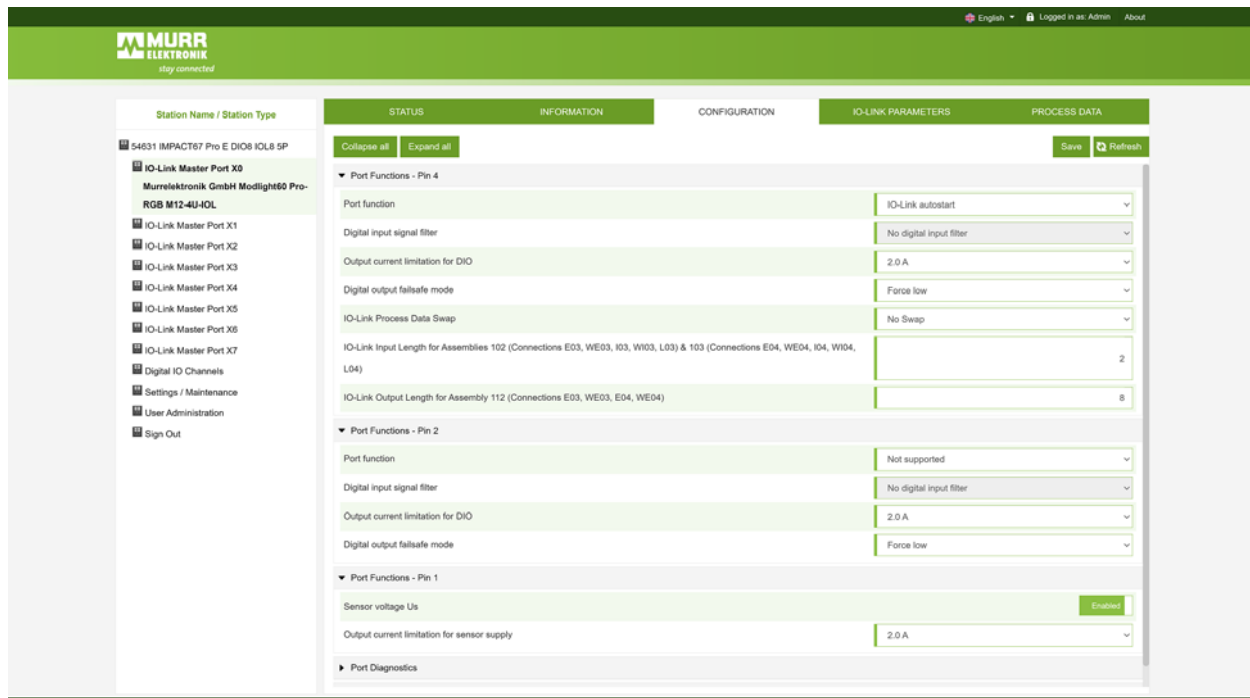 English
Logged in as: Admin
About
MURR
ELEKTRONIK
stay connected
Station Name / Station Type
54631 IMPACT67 Pro E DIO8 IOL8 5P
IO-Link Master Port X0
Murrelektronik GmbH Modlight60 Pro-
RGB M12-4U-IOL
IO-Link Master Port X1
IO-Link Master Port X2
IO-Link Master Port X3
IO-Link Master Port X4
IO-Link Master Port X5
IO-Link Master Port X6
IO-Link Master Port X7
Digital IO Channels
Settings / Maintenance
User Administration
Sign Out
STATUS
INFORMATION
CONFIGURATION
IO-LINK PARAMETERS
PROCESS DATA
Collapse all
Expand all
Save
Refresh
Port Functions - Pin 4
Port function
IO-Link autostart
Digital input signal filter
No digital input filter
Output current limitation for DIO
2.0 A
Digital output failsafe mode
Force low
IO-Link Process Data Swap
No Swap
IO-Link Input Length for Assemblies 102 (Connections E03, WE03, I03, WI03, L03) & 103 (Connections E04, WE04, I04, WI04,
L04)
2
IO-Link Output Length for Assembly 112 (Connections E03, WE03, E04, WE04)
8
Port Functions - Pin 2
Port function
Not supported
Digital input signal filter
No digital input filter
Output current limitation for DIO
2.0 A
Digital output failsafe mode
Force low
Port Functions - Pin 1
Sensor voltage Us
Enabled
Output current limitation for sensor supply
2.0 A
Port Diagnostics